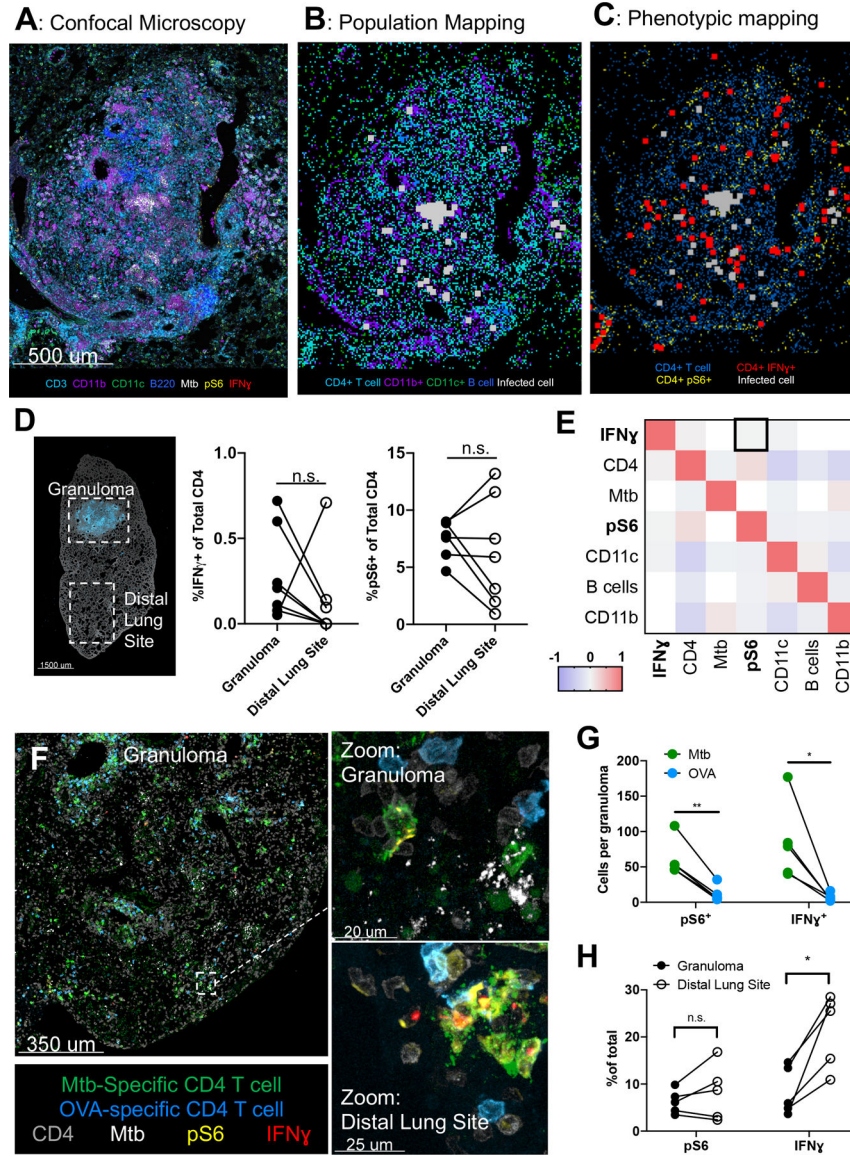 A: Confocal Microscopy
B: Population Mapping
C: Phenotypic mapping
500 um
CD3 CD11b CD11c B220 Mtb pS6 IFNγ
CD4+ T cell CD11b+ CD11c+ B cell Infected cell
CD4+ T cell CD4+ IFNγ+
CD4+ pS6+ Infected cell
D
Granuloma
Distal
Lung
Site
1500 um
%IFNγ+ of Total CD4
1.0
0.5
0.0
n.s.
Granuloma
Distal Lung Site
%pS6+ of Total CD4
15
10
5
0
n.s.
Granuloma
Distal Lung Site
E
IFNɣ
CD4
Mtb
pS6
CD11c
B cells
CD11b
-1 0 1
IFNɣ
CD4
Mtb
pS6
CD11c
B cells
CD11b
F
Granuloma
350 um
Zoom:
Granuloma
20 um
Zoom:
Distal Lung Site
25 um
Mtb-Specific CD4 T cell
OVA-specific CD4 T cell
CD4 Mtb pS6 IFNɣ
G
Mtb
OVA
Cells per granuloma
200
150
100
50
0
**
*
pS6+
IFNɣ+
H
Granuloma
Distal Lung Site
%of total
30
20
10
0
n.s.
*
pS6
IFNɣ